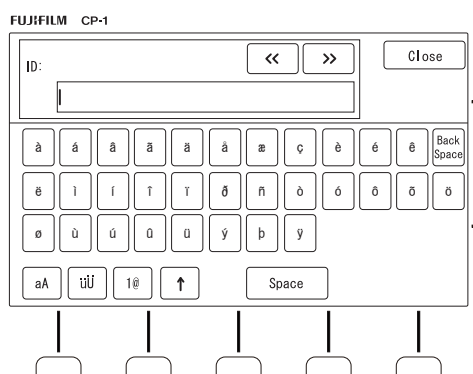 FUJIFILM CP-1
ID: << >> Close
à á â ã ä å æ ç è é ê Back Space
ë ì í î ï ð ñ ò ó ô õ ö
ø ù ú û ü ý þ ÿ
aA üÜ 1@ ↑ Space